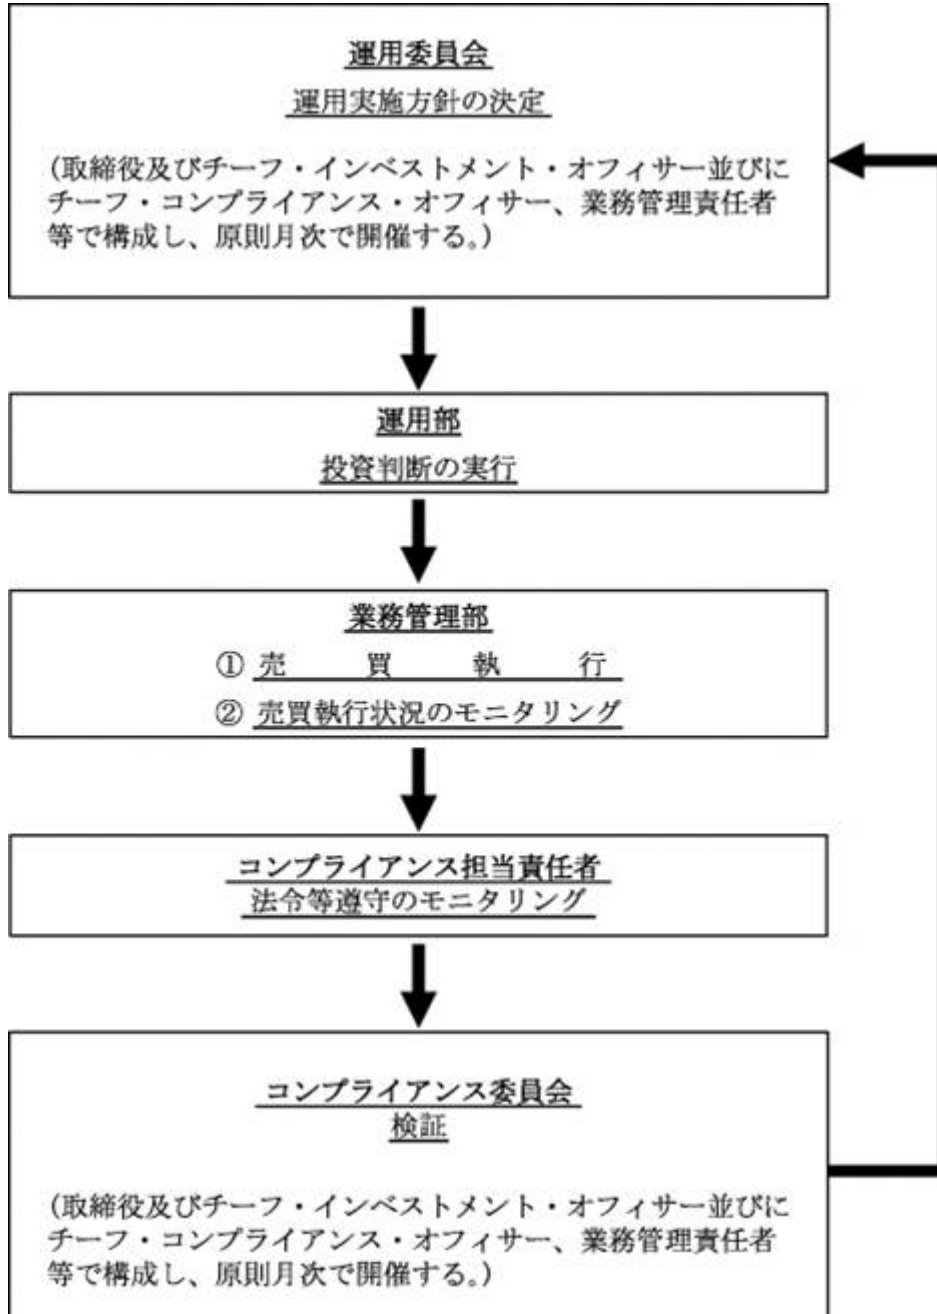 運用委員会
運用実施方針の決定
(取締役及びチーフ・インベストメント・オフィサー並びに
チーフ・コンプライアンス・オフィサー、業務管理責任者
等で構成し、原則月次で開催する。)
運用部
投資判断の実行
業務管理部
① 売買執行
② 売買執行状況のモニタリング
コンプライアンス担当責任者
法令等遵守のモニタリング
コンプライアンス委員会
検証
(取締役及びチーフ・インベストメント・オフィサー並びに
チーフ・コンプライアンス・オフィサー、業務管理責任者
等で構成し、原則月次で開催する。)